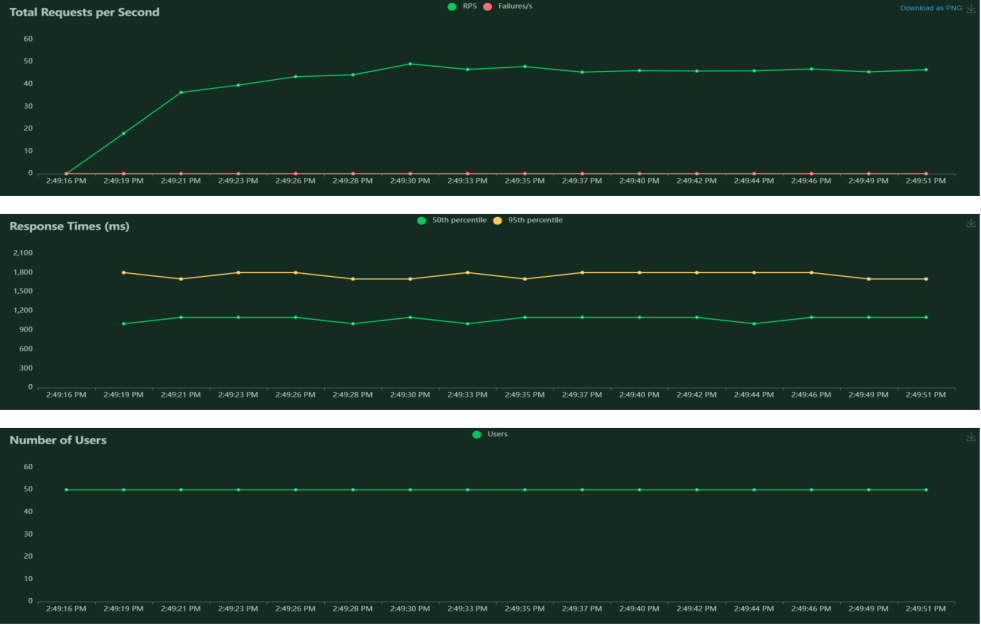 Total Requests per Second
RPS Failures/s
Download as PNG
60
50
40
30
20
10
0
2:49:16 PM 2:49:19 PM 2:49:21 PM 2:49:23 PM 2:49:26 PM 2:49:28 PM 2:49:30 PM 2:49:33 PM 2:49:35 PM 2:49:37 PM 2:49:40 PM 2:49:42 PM 2:49:44 PM 2:49:46 PM 2:49:49 PM 2:49:51 PM
Response Times (ms)
50th percentile 95th percentile
2,100
1,800
1,500
1,200
900
600
300
0
2:49:16 PM 2:49:19 PM 2:49:21 PM 2:49:23 PM 2:49:26 PM 2:49:28 PM 2:49:30 PM 2:49:33 PM 2:49:35 PM 2:49:37 PM 2:49:40 PM 2:49:42 PM 2:49:44 PM 2:49:46 PM 2:49:49 PM 2:49:51 PM
Number of Users
Users
60
50
40
30
20
10
0
2:49:16 PM 2:49:19 PM 2:49:21 PM 2:49:23 PM 2:49:26 PM 2:49:28 PM 2:49:30 PM 2:49:33 PM 2:49:35 PM 2:49:37 PM 2:49:40 PM 2:49:42 PM 2:49:44 PM 2:49:46 PM 2:49:49 PM 2:49:51 PM